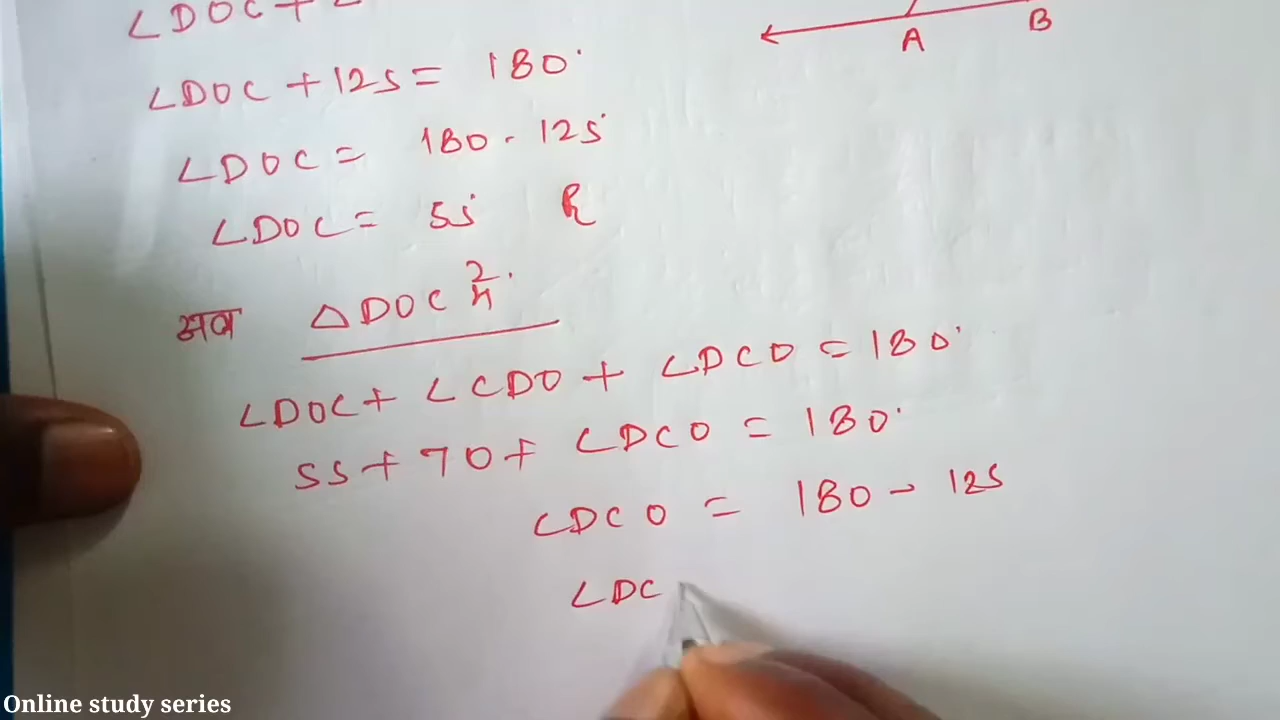 ∠DOC +
A B
∠DOC + 125 = 180°
∠DOC = 180 - 125°
∠DOC = 55°
अब △DOC में
∠DOC + ∠CDO + ∠DCO = 180°
55 + 70 + ∠DCO = 180°
∠DCO = 180 - 125
∠DC
Online study series